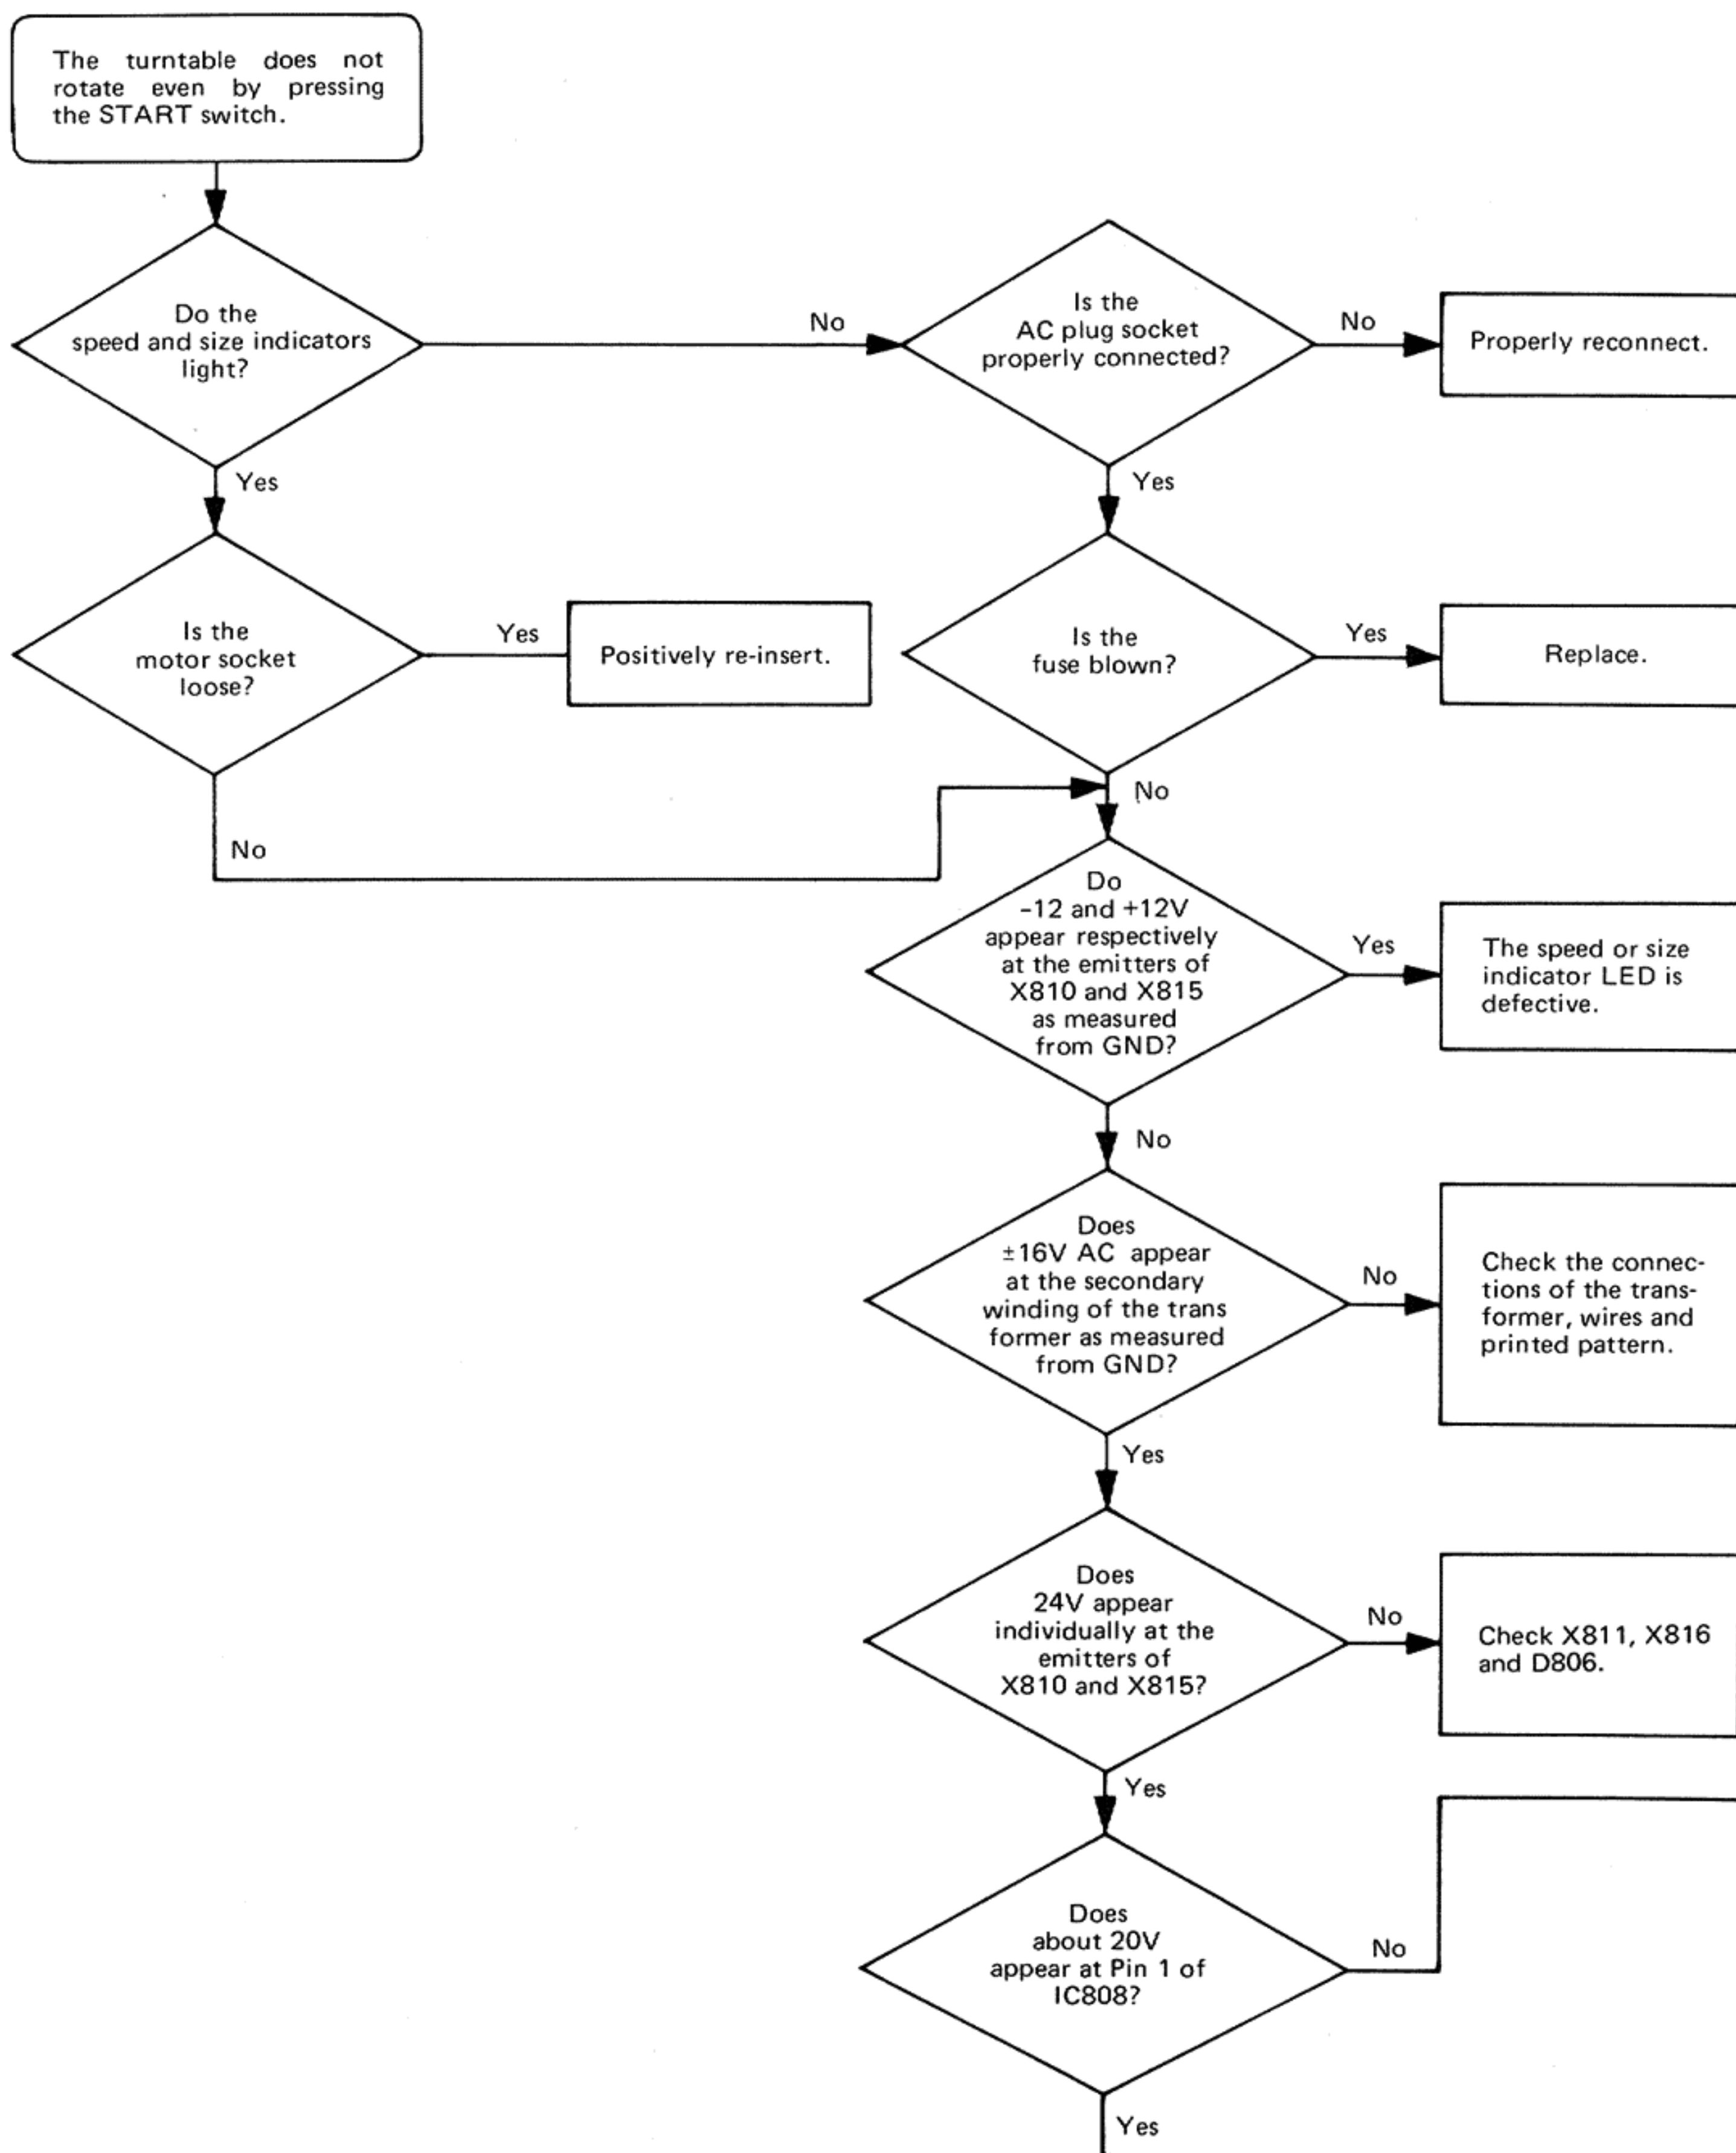 The turntable does not
rotate even by pressing
the START switch.
Do the
speed and size indicators
light?
No
Is the
AC plug socket
properly connected?
No
Properly reconnect.
Yes
Yes
Is the
motor socket
loose?
Yes
Positively re-insert.
Is the
fuse blown?
Yes
Replace.
No
No
Do
-12 and +12V
appear respectively
at the emitters of
X810 and X815
as measured
from GND?
Yes
The speed or size
indicator LED is
defective.
No
Does
±16V AC appear
at the secondary
winding of the trans
former as measured
from GND?
No
Check the connec-
tions of the trans-
former, wires and
printed pattern.
Yes
Does
24V appear
individually at the
emitters of
X810 and X815?
No
Check X811, X816
and D806.
Yes
Does
about 20V
appear at Pin 1 of
IC808?
No
Yes